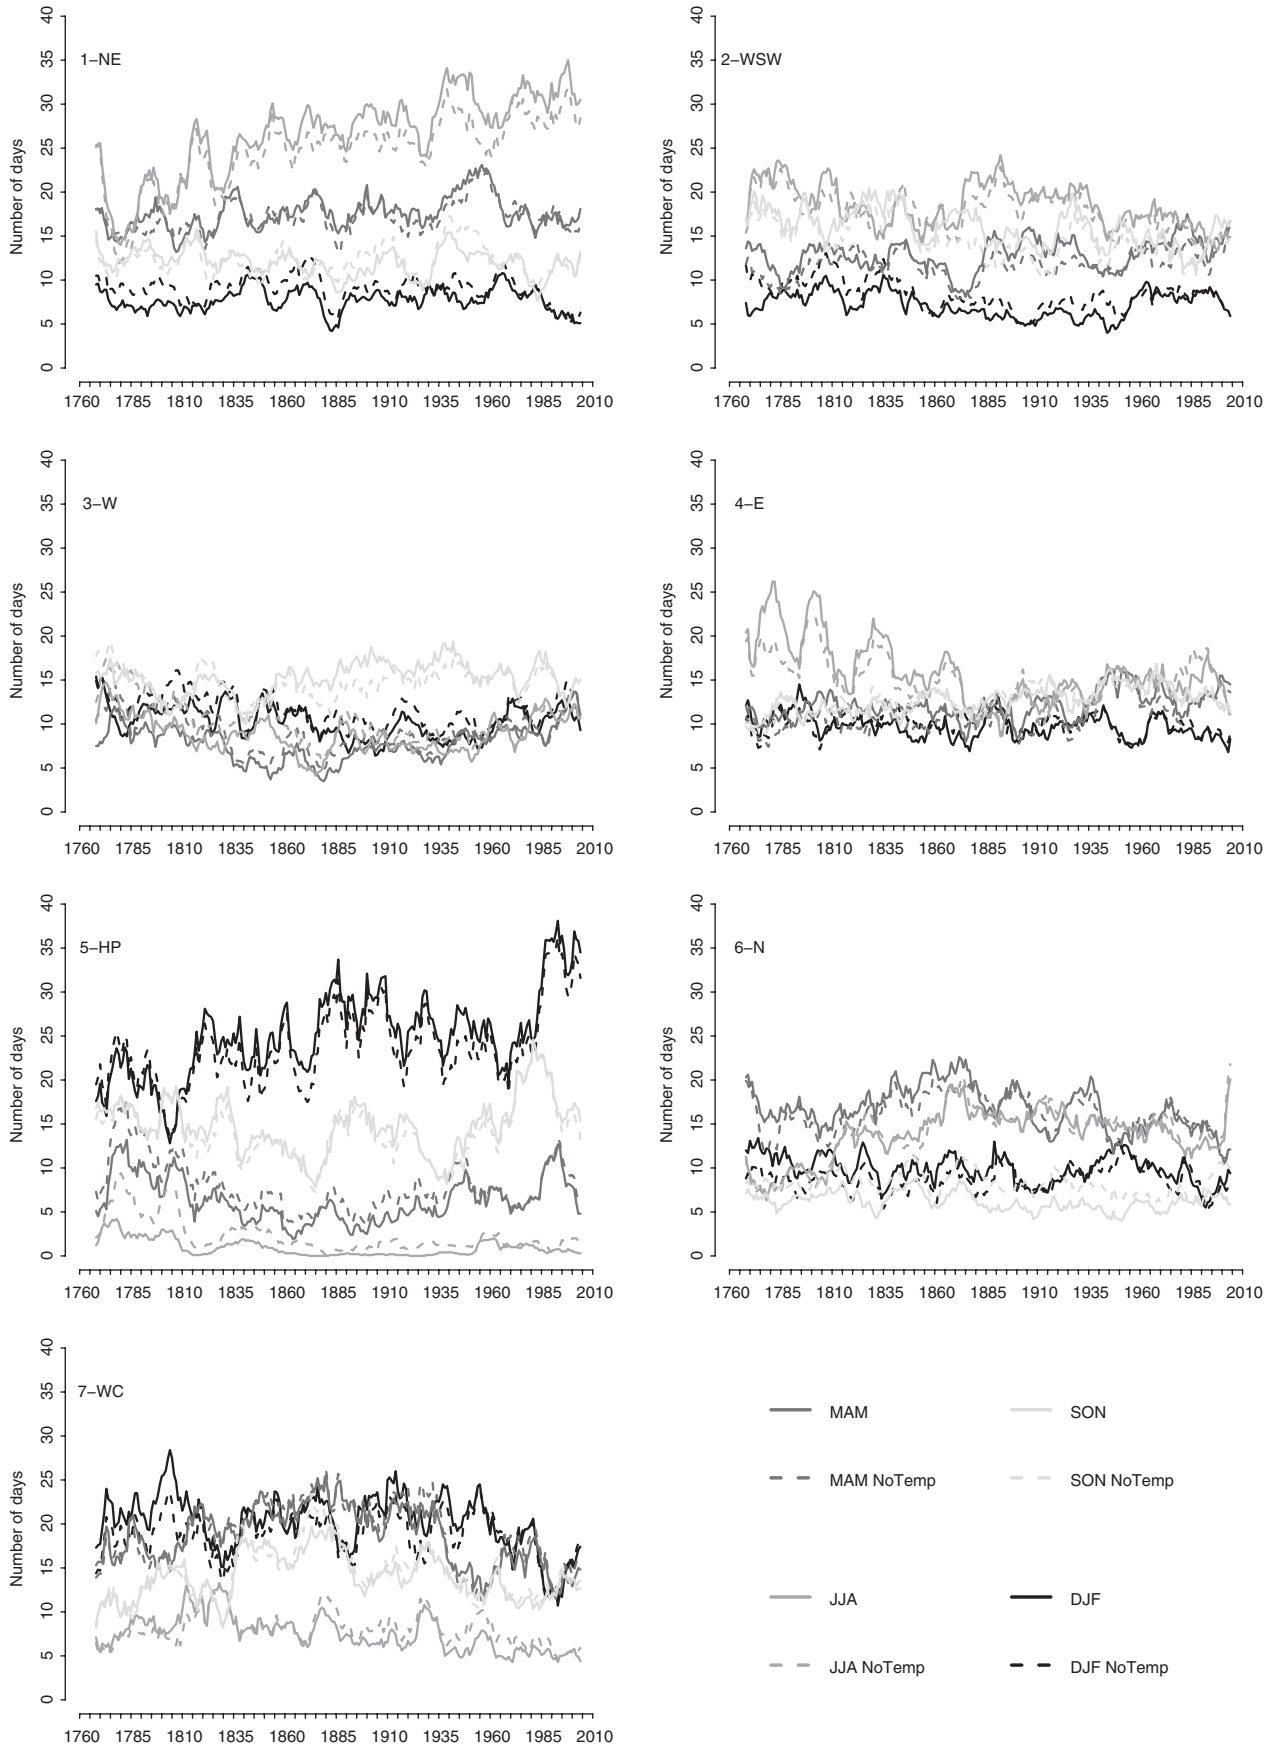 1–NE
Number of days
0 5 10 15 20 25 30 35 40
1760 1785 1810 1835 1860 1885 1910 1935 1960 1985 2010
2–WSW
Number of days
0 5 10 15 20 25 30 35 40
1760 1785 1810 1835 1860 1885 1910 1935 1960 1985 2010
3–W
Number of days
0 5 10 15 20 25 30 35 40
1760 1785 1810 1835 1860 1885 1910 1935 1960 1985 2010
4–E
Number of days
0 5 10 15 20 25 30 35 40
1760 1785 1810 1835 1860 1885 1910 1935 1960 1985 2010
5–HP
Number of days
0 5 10 15 20 25 30 35 40
1760 1785 1810 1835 1860 1885 1910 1935 1960 1985 2010
6–N
Number of days
0 5 10 15 20 25 30 35 40
1760 1785 1810 1835 1860 1885 1910 1935 1960 1985 2010
7–WC
Number of days
0 5 10 15 20 25 30 35 40
1760 1785 1810 1835 1860 1885 1910 1935 1960 1985 2010
MAM
SON
MAM NoTemp
SON NoTemp
JJA
DJF
JJA NoTemp
DJF NoTemp